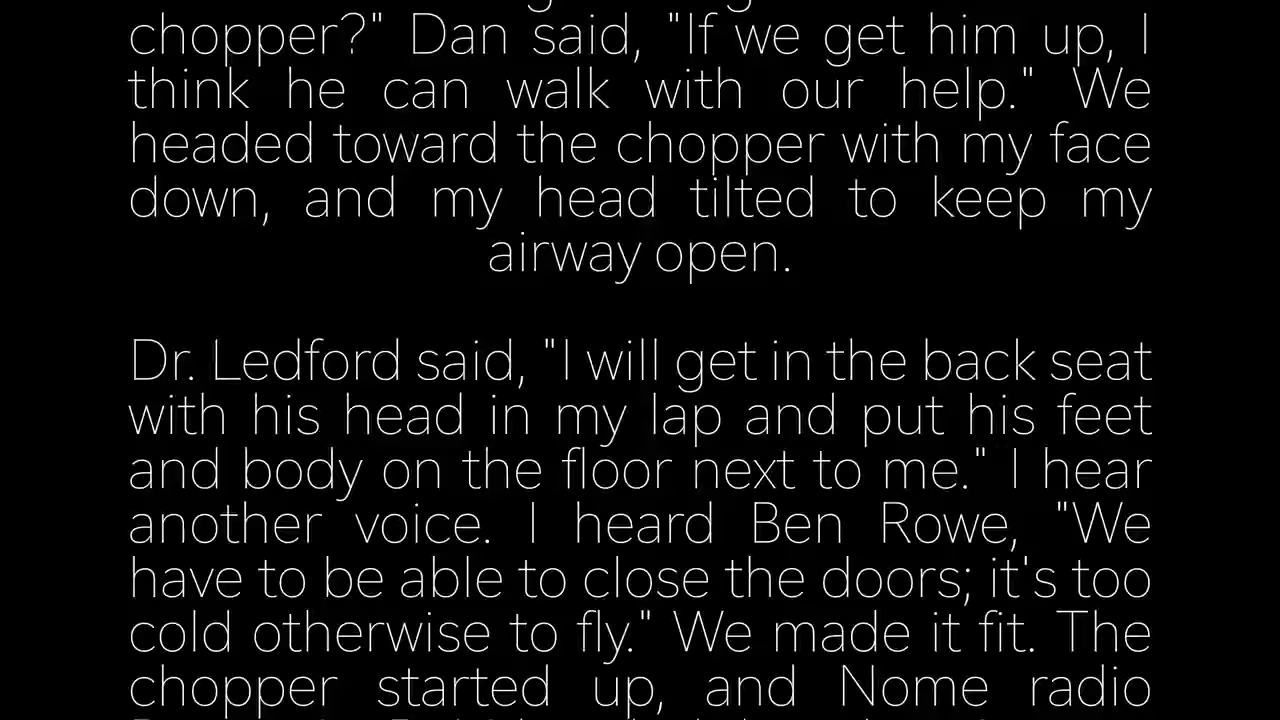 chopper?" Dan said, "If we get him up, I
think he can walk with our help." We
headed toward the chopper with my face
down, and my head tilted to keep my
airway open.
Dr. Ledford said, "I will get in the back seat
with his head in my lap and put his feet
and body on the floor next to me." I hear
another voice. I heard Ben Rowe, "We
have to be able to close the doors; it's too
cold otherwise to fly." We made it fit. The
chopper started up, and Nome radio